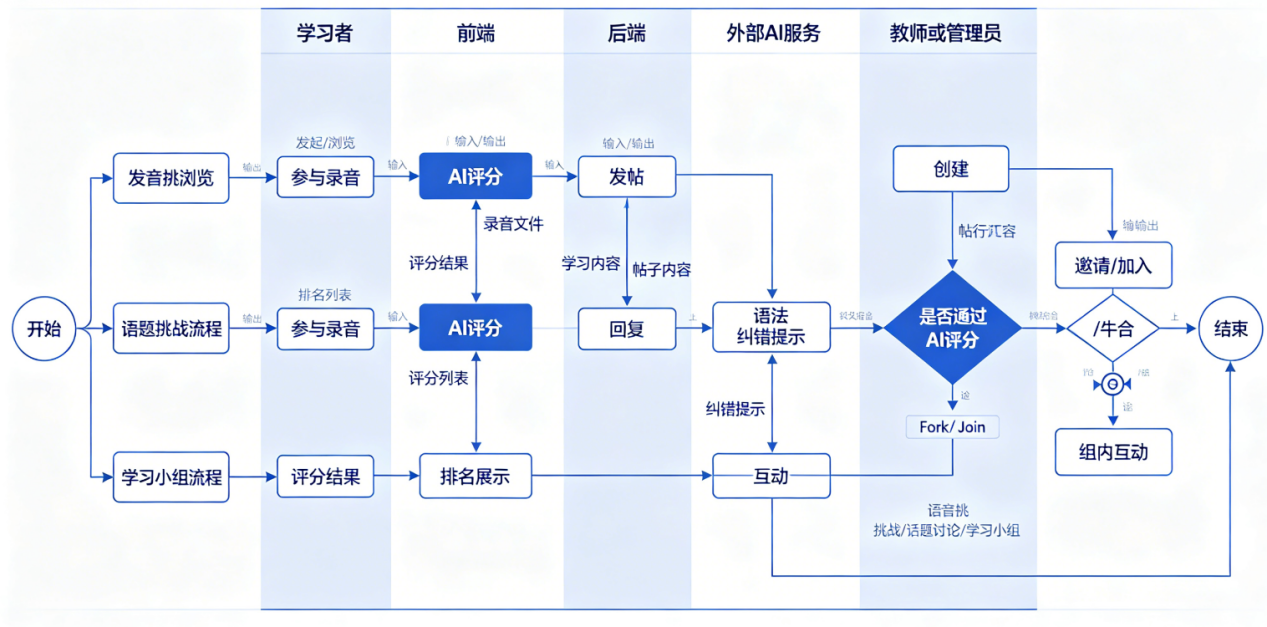 学习者
前端
后端
外部AI服务
教师或管理员
发起/浏览
输入/输出
输入/输出
发音挑浏览
输出
参与录音
输入
AI评分
输入
发帖
创建
录音文件
评分结果
学习内容
帖子内容
输输出
邀请/加入
排名列表
开始
语题挑战流程
输出
参与录音
输入
AI评分
回复
上
语法
纠错提示
是否通过
AI评分
/牛合
上
结束
评分列表
纠错提示
Fork/Join
学习小组流程
评分结果
排名展示
互动
组内互动
语音挑
挑战/话题讨论/学习小组